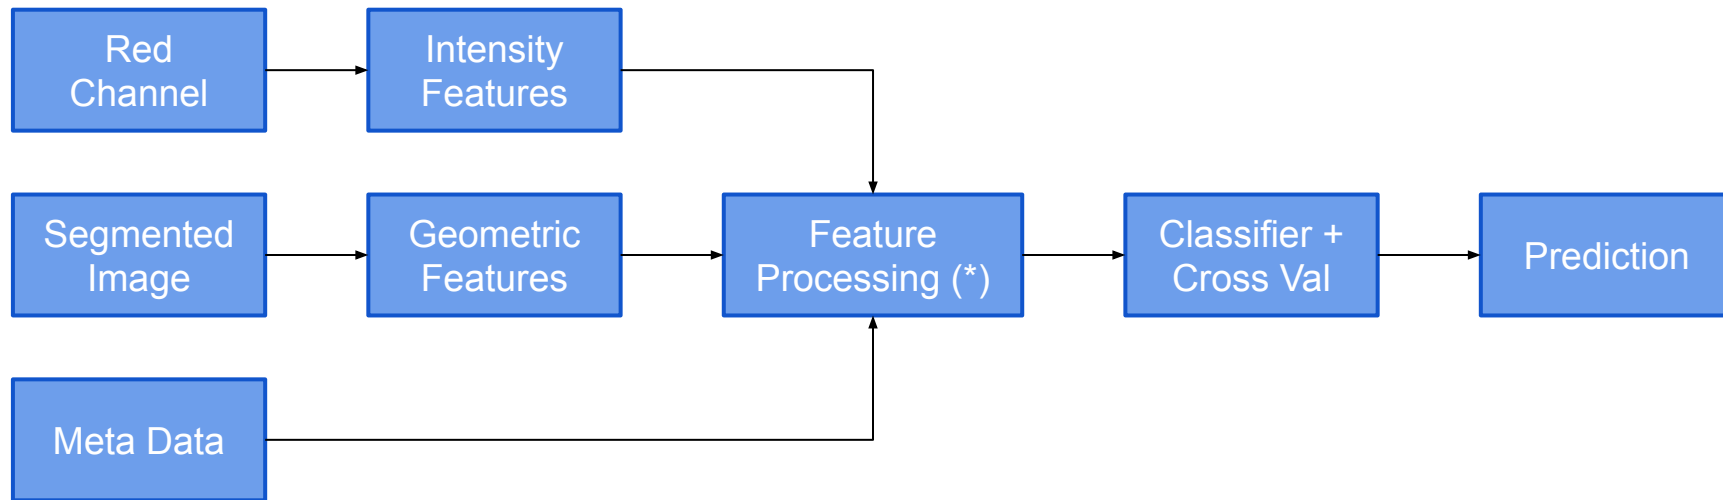 Red
Channel
Intensity
Features
Segmented
Image
Geometric
Features
Feature
Processing (*)
Classifier +
Cross Val
Prediction
Meta Data